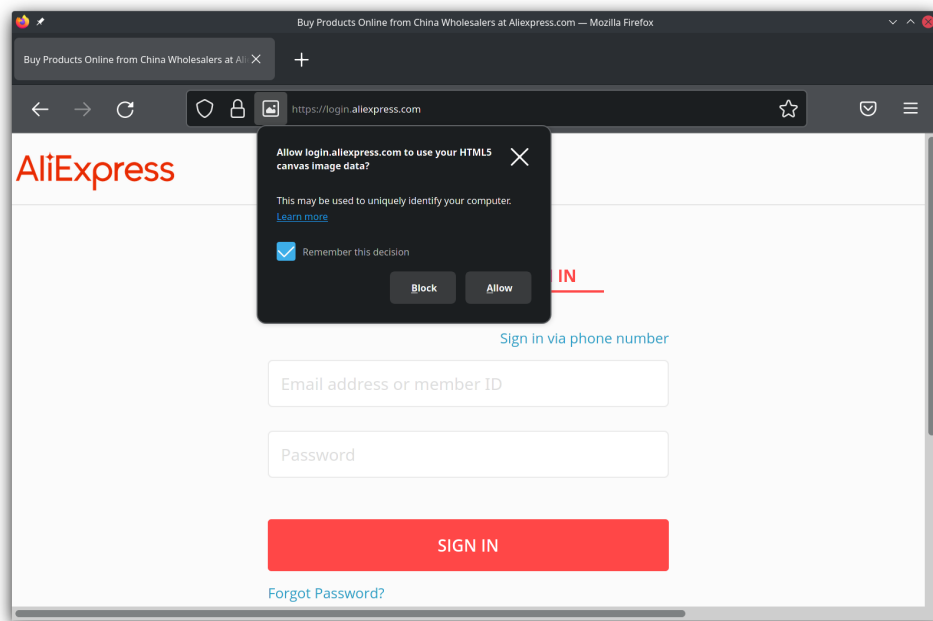 Buy Products Online from China Wholesalers at Aliexpress.com — Mozilla Firefox
Buy Products Online from China Wholesalers at Ali
https://login.aliexpress.com
AliExpress
Allow login.aliexpress.com to use your HTML5
canvas image data?
This may be used to uniquely identify your computer.
Learn more
Remember this decision
Block
Allow
IN
Sign in via phone number
Email address or member ID
Password
SIGN IN
Forgot Password?